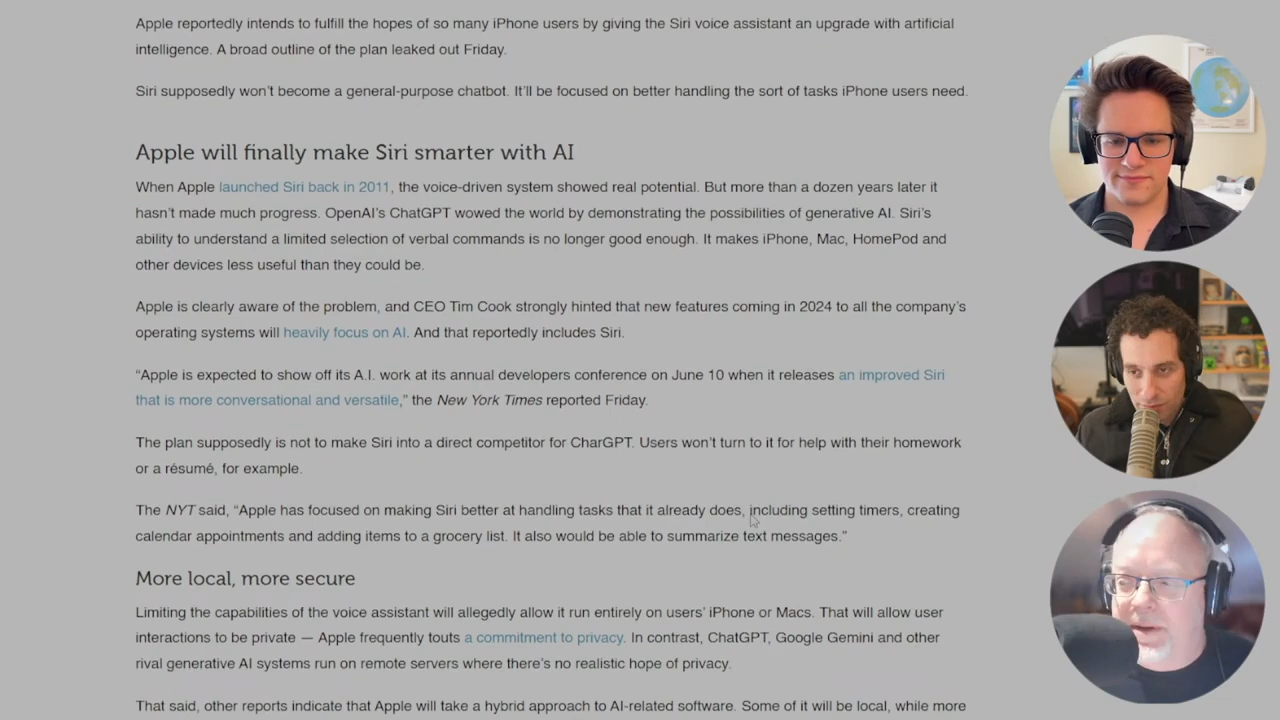 Apple reportedly intends to fulfill the hopes of so many iPhone users by giving the Siri voice assistant an upgrade with artificial
intelligence. A broad outline of the plan leaked out Friday.
Siri supposedly won’t become a general-purpose chatbot. It’ll be focused on better handling the sort of tasks iPhone users need.
Apple will finally make Siri smarter with AI
When Apple launched Siri back in 2011, the voice-driven system showed real potential. But more than a dozen years later it
hasn’t made much progress. OpenAI’s ChatGPT wowed the world by demonstrating the possibilities of generative AI. Siri’s
ability to understand a limited selection of verbal commands is no longer good enough. It makes iPhone, Mac, HomePod and
other devices less useful than they could be.
Apple is clearly aware of the problem, and CEO Tim Cook strongly hinted that new features coming in 2024 to all the company’s
operating systems will heavily focus on AI. And that reportedly includes Siri.
“Apple is expected to show off its A.I. work at its annual developers conference on June 10 when it releases an improved Siri
that is more conversational and versatile,” the New York Times reported Friday.
The plan supposedly is not to make Siri into a direct competitor for CharGPT. Users won’t turn to it for help with their homework
or a résumé, for example.
The NYT said, “Apple has focused on making Siri better at handling tasks that it already does, including setting timers, creating
calendar appointments and adding items to a grocery list. It also would be able to summarize text messages.”
More local, more secure
Limiting the capabilities of the voice assistant will allegedly allow it run entirely on users’ iPhone or Macs. That will allow user
interactions to be private — Apple frequently touts a commitment to privacy. In contrast, ChatGPT, Google Gemini and other
rival generative AI systems run on remote servers where there’s no realistic hope of privacy.
That said, other reports indicate that Apple will take a hybrid approach to AI-related software. Some of it will be local, while more